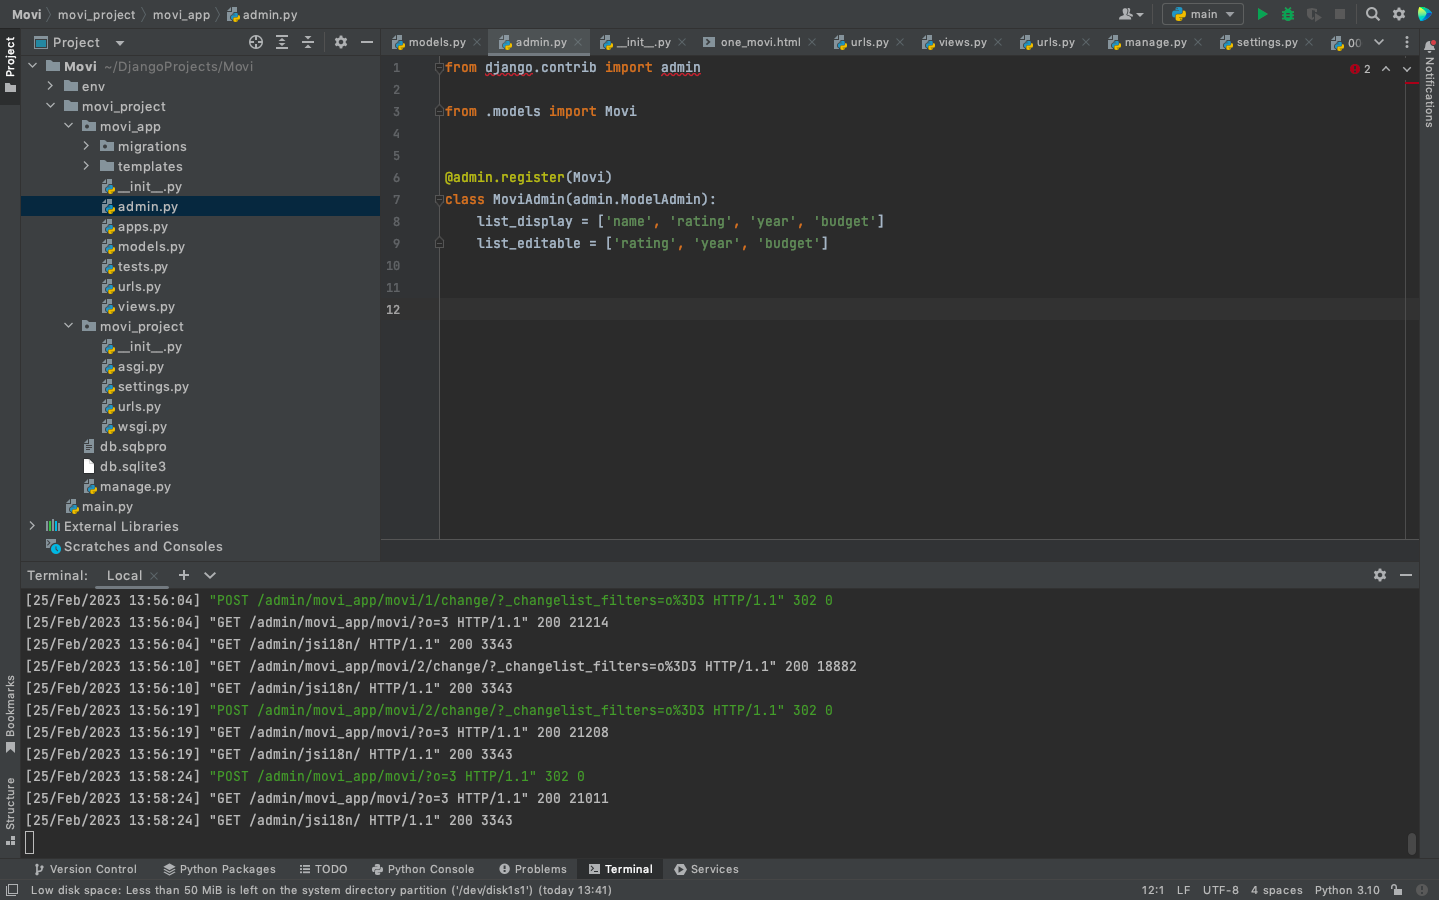 Movi movi_project movi_app admin.py
main
Project
models.py admin.py __init__.py one_movi.html urls.py views.py urls.py manage.py settings.py 00
Project
Movi ~/DjangoProjects/Movi
env
movi_project
movi_app
migrations
templates
__init__.py
admin.py
apps.py
models.py
tests.py
urls.py
views.py
movi_project
__init__.py
asgi.py
settings.py
urls.py
wsgi.py
db.sqbpro
db.sqlite3
manage.py
main.py
External Libraries
Scratches and Consoles
1 from django.contrib import admin
2
3 from .models import Movi
4
5
6 @admin.register(Movi)
7 class MoviAdmin(admin.ModelAdmin):
8 list_display = ['name', 'rating', 'year', 'budget']
9 list_editable = ['rating', 'year', 'budget']
10
11
12
2
Notifications
Terminal: Local
[25/Feb/2023 13:56:04] "POST /admin/movi_app/movi/1/change/?_changelist_filters=o%3D3 HTTP/1.1" 302 0
[25/Feb/2023 13:56:04] "GET /admin/movi_app/movi/?o=3 HTTP/1.1" 200 21214
[25/Feb/2023 13:56:04] "GET /admin/jsi18n/ HTTP/1.1" 200 3343
[25/Feb/2023 13:56:10] "GET /admin/movi_app/movi/2/change/?_changelist_filters=o%3D3 HTTP/1.1" 200 18882
[25/Feb/2023 13:56:10] "GET /admin/jsi18n/ HTTP/1.1" 200 3343
[25/Feb/2023 13:56:19] "POST /admin/movi_app/movi/2/change/?_changelist_filters=o%3D3 HTTP/1.1" 302 0
[25/Feb/2023 13:56:19] "GET /admin/movi_app/movi/?o=3 HTTP/1.1" 200 21208
[25/Feb/2023 13:56:19] "GET /admin/jsi18n/ HTTP/1.1" 200 3343
[25/Feb/2023 13:58:24] "POST /admin/movi_app/movi/?o=3 HTTP/1.1" 302 0
[25/Feb/2023 13:58:24] "GET /admin/movi_app/movi/?o=3 HTTP/1.1" 200 21011
[25/Feb/2023 13:58:24] "GET /admin/jsi18n/ HTTP/1.1" 200 3343
Bookmarks
Structure
Version Control Python Packages TODO Python Console Problems Terminal Services
Low disk space: Less than 50 MiB is left on the system directory partition ('/dev/disk1s1') (today 13:41) 12:1 LF UTF-8 4 spaces Python 3.10